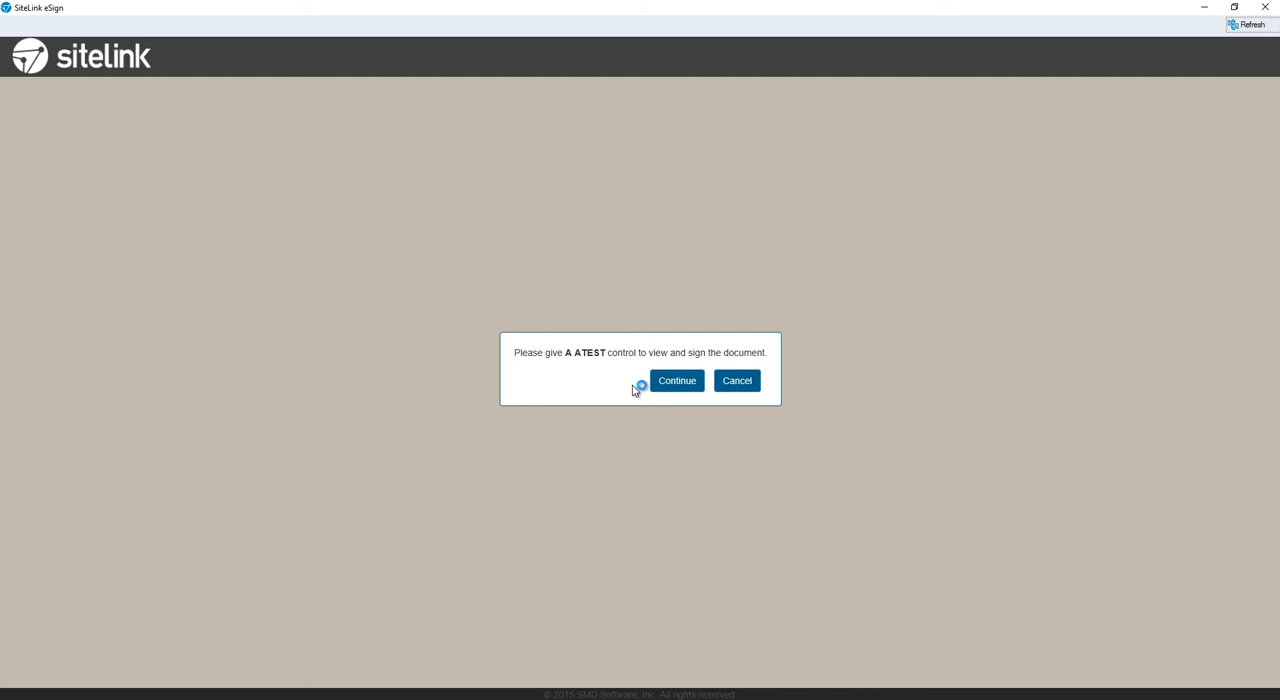 SiteLink eSign
Refresh
sitelink
Please give A ATEST control to view and sign the document.
Continue
Cancel
© 2015 SMD Software, Inc. All rights reserved